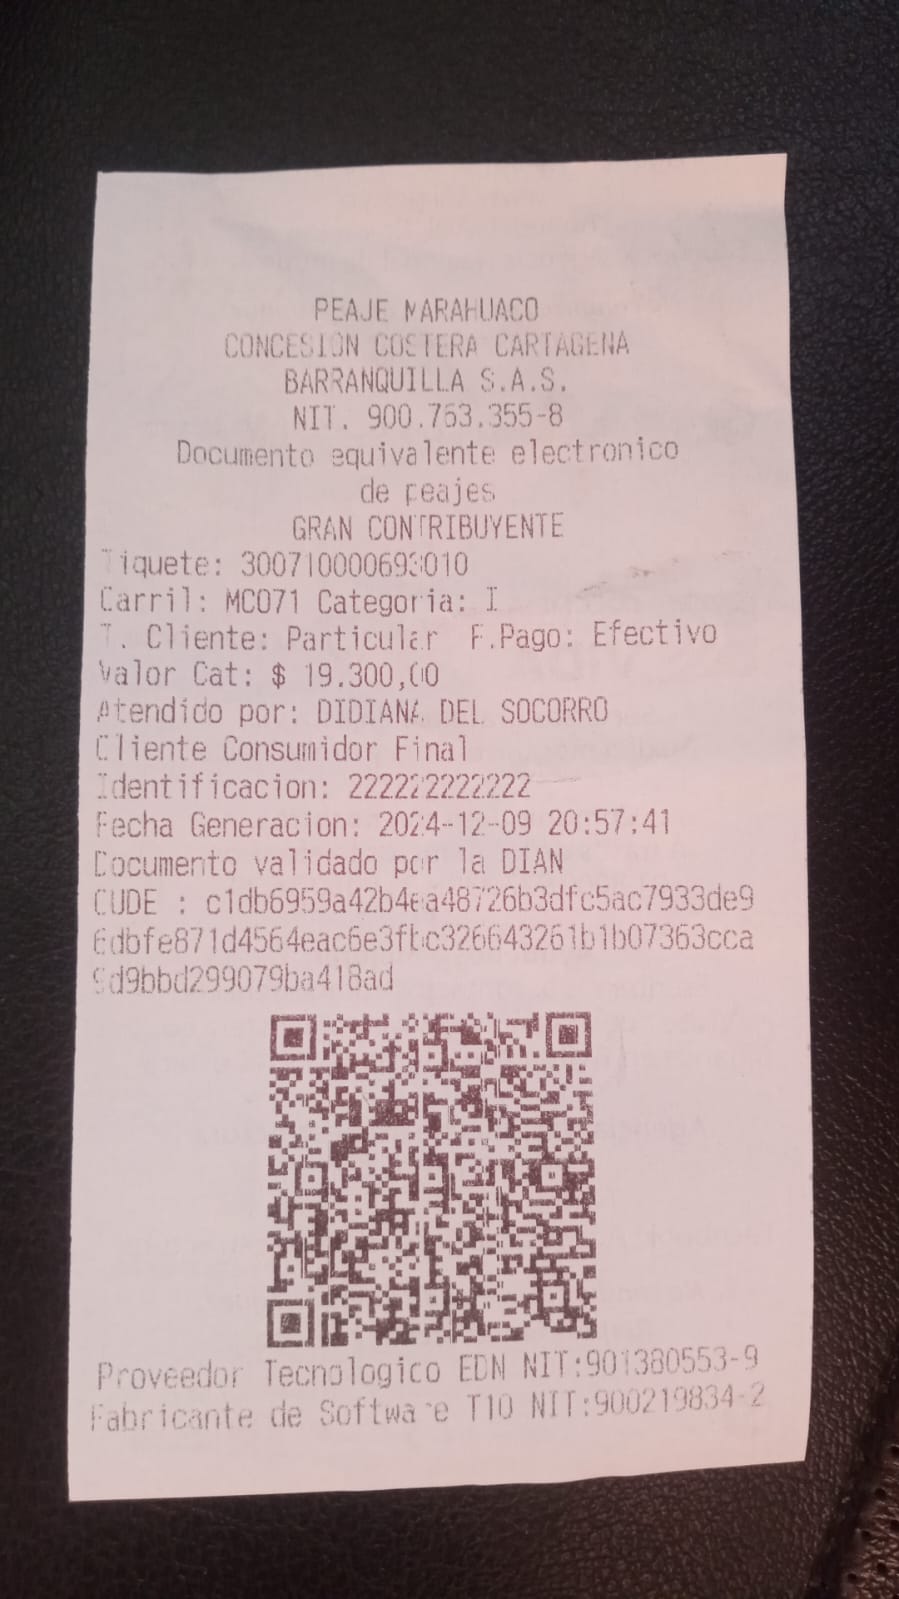 PEAJE MARAHUACO
CONCESION COSTERA CARTAGENA
BARRANQUILLA S.A.S.
NIT. 900.763.355-8
Documento equivalente electronico
de peajes
GRAN CONTRIBUYENTE
Tiquete: 300710000693010
Carril: MC071 Categoria: I
T. Cliente: Particular F.Pago: Efectivo
Valor Cat: $ 19.300,00
Atendido por: DIDIANA DEL SOCORRO
Cliente Consumidor Final
Identificacion: 222222222222
Fecha Generacion: 2024-12-09 20:57:41
Documento validado por la DIAN
CUDE : c1db6959a42b4ea48726b3dfc5ac7933de9
6dbfe871d4564eac6e3fbc326643261b1b07363cca
9d9bbd299079ba418ad
Proveedor Tecnologico EDN NIT:901380553-9
Fabricante de Software T10 NIT:900219834-2